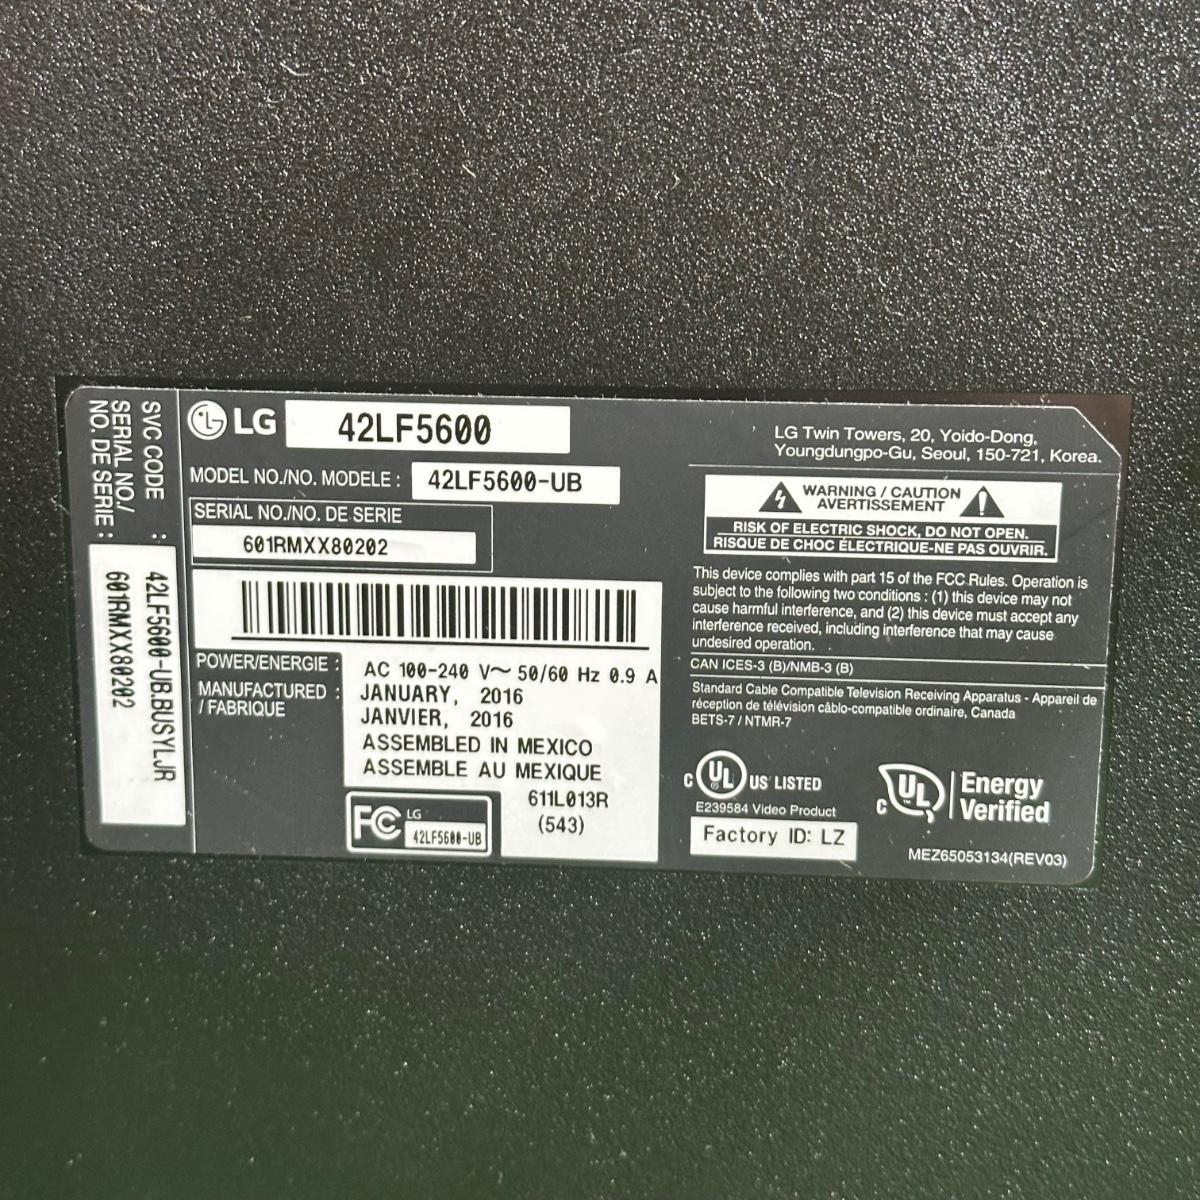 SVC CODE : 42LF5600-UB.BUSYLJR
SERIAL NO./
NO. DE SERIE : 601RMXX80202
LG 42LF5600
MODEL NO./NO. MODELE : 42LF5600-UB
SERIAL NO./NO. DE SERIE
601RMXX80202
POWER/ENERGIE : AC 100-240 V~ 50/60 Hz 0.9 A
MANUFACTURED : JANUARY, 2016
/ FABRIQUE JANVIER, 2016
ASSEMBLED IN MEXICO
ASSEMBLE AU MEXIQUE
611L013R
(543)
FC LG
42LF5600-UB
LG Twin Towers, 20, Yoido-Dong,
Youngdungpo-Gu, Seoul, 150-721, Korea.
WARNING / CAUTION
AVERTISSEMENT
RISK OF ELECTRIC SHOCK, DO NOT OPEN.
RISQUE DE CHOC ÉLECTRIQUE-NE PAS OUVRIR.
This device complies with part 15 of the FCC Rules. Operation is
subject to the following two conditions : (1) this device may not
cause harmful interference, and (2) this device must accept any
interference received, including interference that may cause
undesired operation.
CAN ICES-3 (B)/NMB-3 (B)
Standard Cable Compatible Television Receiving Apparatus - Appareil de
réception de télévision câblo-compatible ordinaire, Canada
BETS-7 / NTMR-7
C UL ® US LISTED
E239584 Video Product
Factory ID: LZ
C UL ™ Energy
Verified
MEZ65053134(REV03)